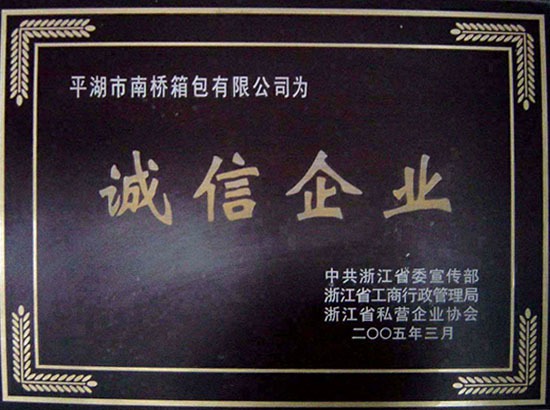 平湖市南桥箱包有限公司为
诚信企业
中共浙江省委宣传部
浙江省工商行政管理局
浙江省私营企业协会
二〇〇五年三月